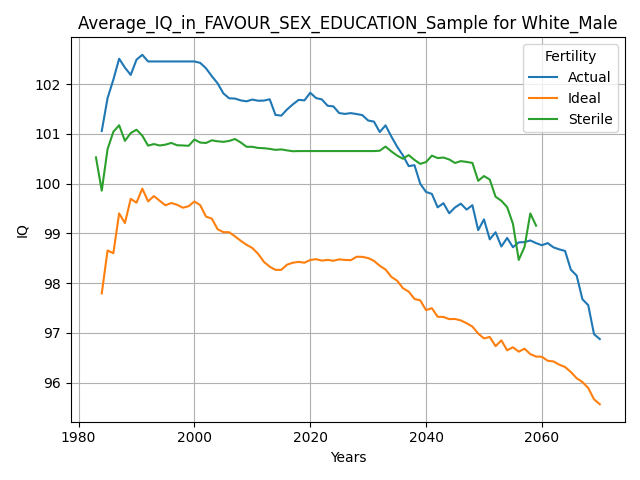 Average_IQ_in_FAVOUR_SEX_EDUCATION_Sample for White_Male
Fertility
Actual
Ideal
Sterile
102
101
100
99
98
97
96
IQ
1980
2000
2020
2040
2060
Years